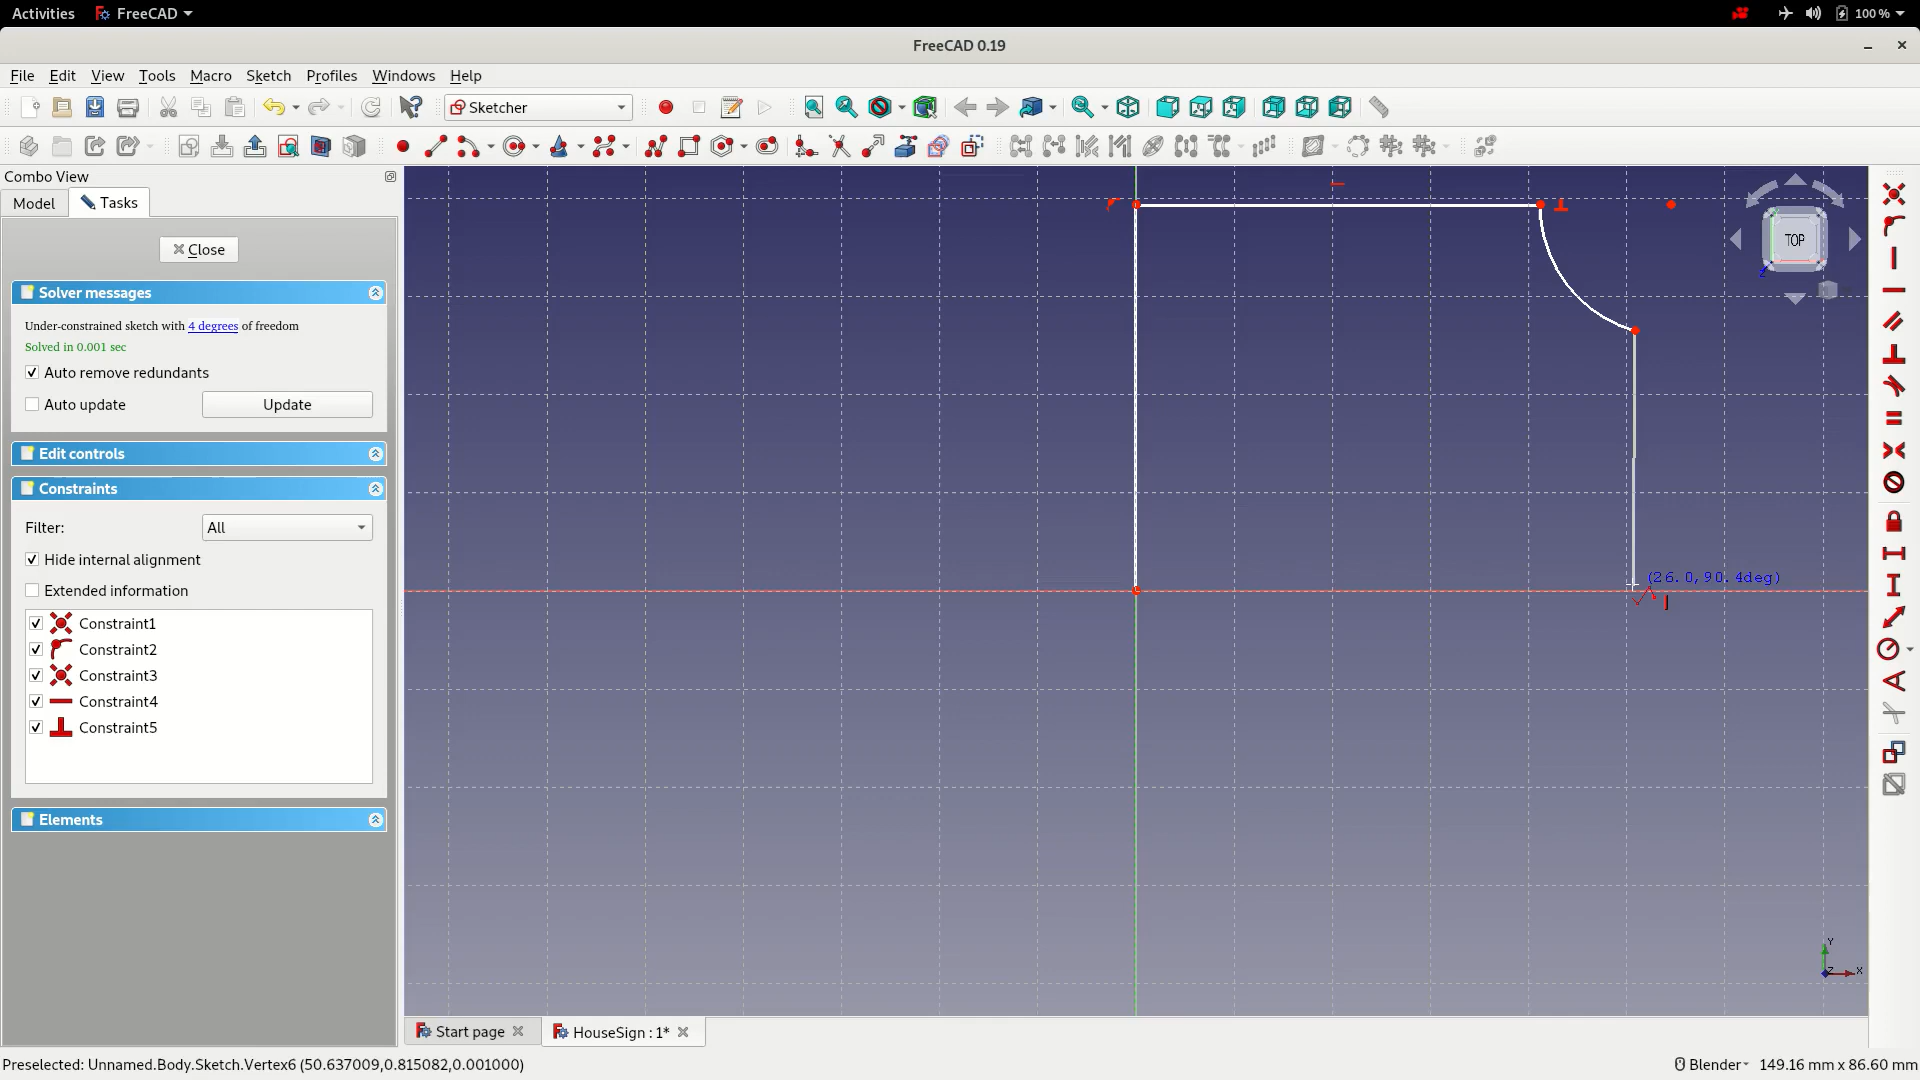 Activities FreeCAD 100 %
FreeCAD 0.19
File Edit View Tools Macro Sketch Profiles Windows Help
Sketcher
Combo View
Model Tasks
Close
Solver messages
Under-constrained sketch with 4 degrees of freedom
Solved in 0.001 sec
Auto remove redundants
Auto update Update
Edit controls
Constraints
Filter: All
Hide internal alignment
Extended information
Constraint1
Constraint2
Constraint3
Constraint4
Constraint5
Elements
TOP
Z
(26.0,90.4deg)
Y
Z X
Start page HouseSign : 1*
Preselected: Unnamed.Body.Sketch.Vertex6 (50.637009,0.815082,0.001000) Blender 149.16 mm x 86.60 mm